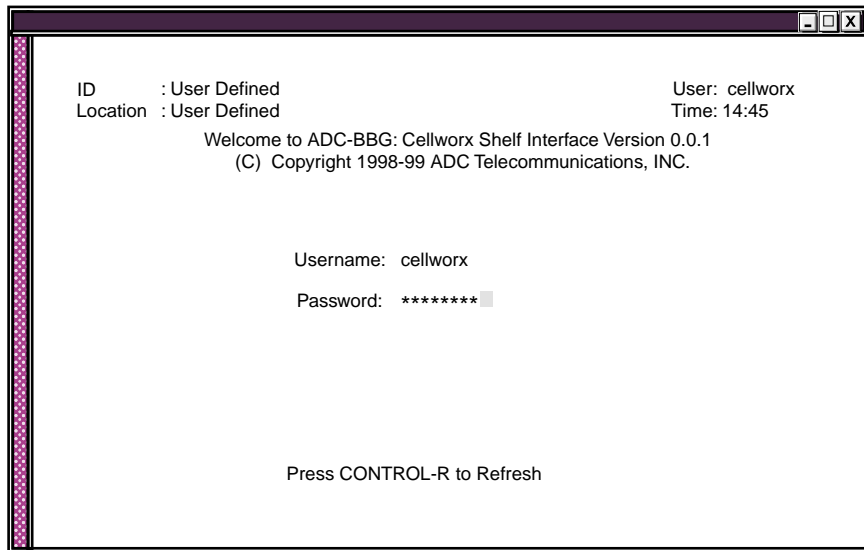 ID : User Defined User: cellworx
Location : User Defined Time: 14:45
Welcome to ADC-BBG: Cellworx Shelf Interface Version 0.0.1
(C) Copyright 1998-99 ADC Telecommunications, INC.
Username: cellworx
Password: ********
Press CONTROL-R to Refresh